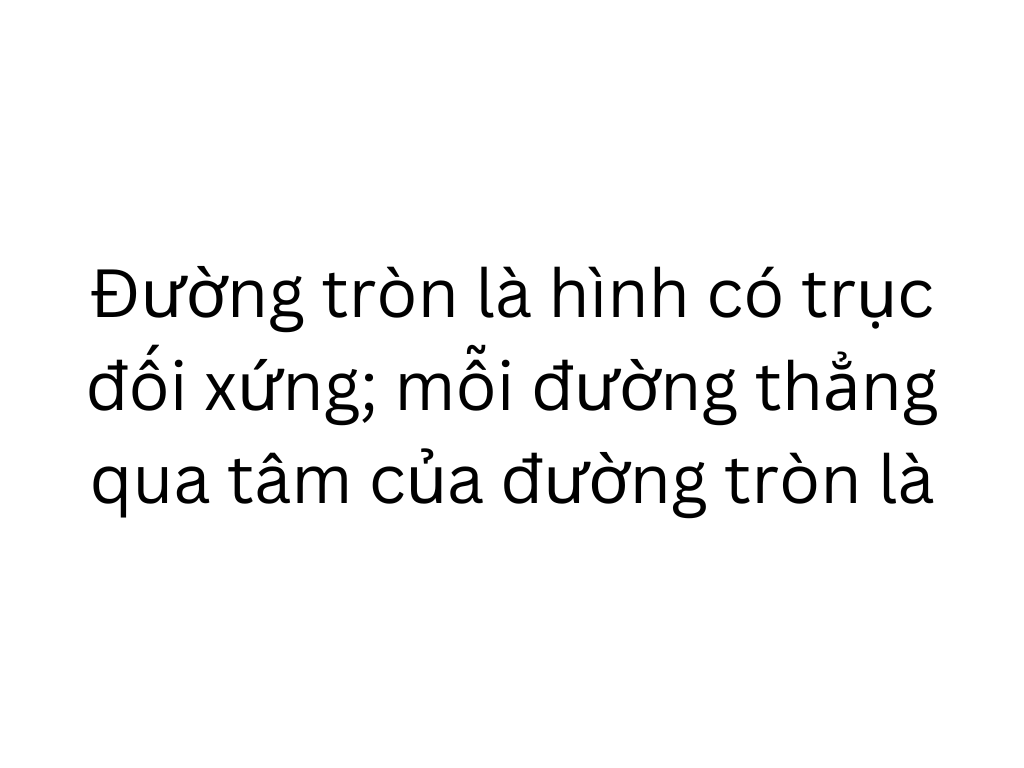 Đường tròn là hình có trục
đối xứng; mỗi đường thẳng
qua tâm của đường tròn là